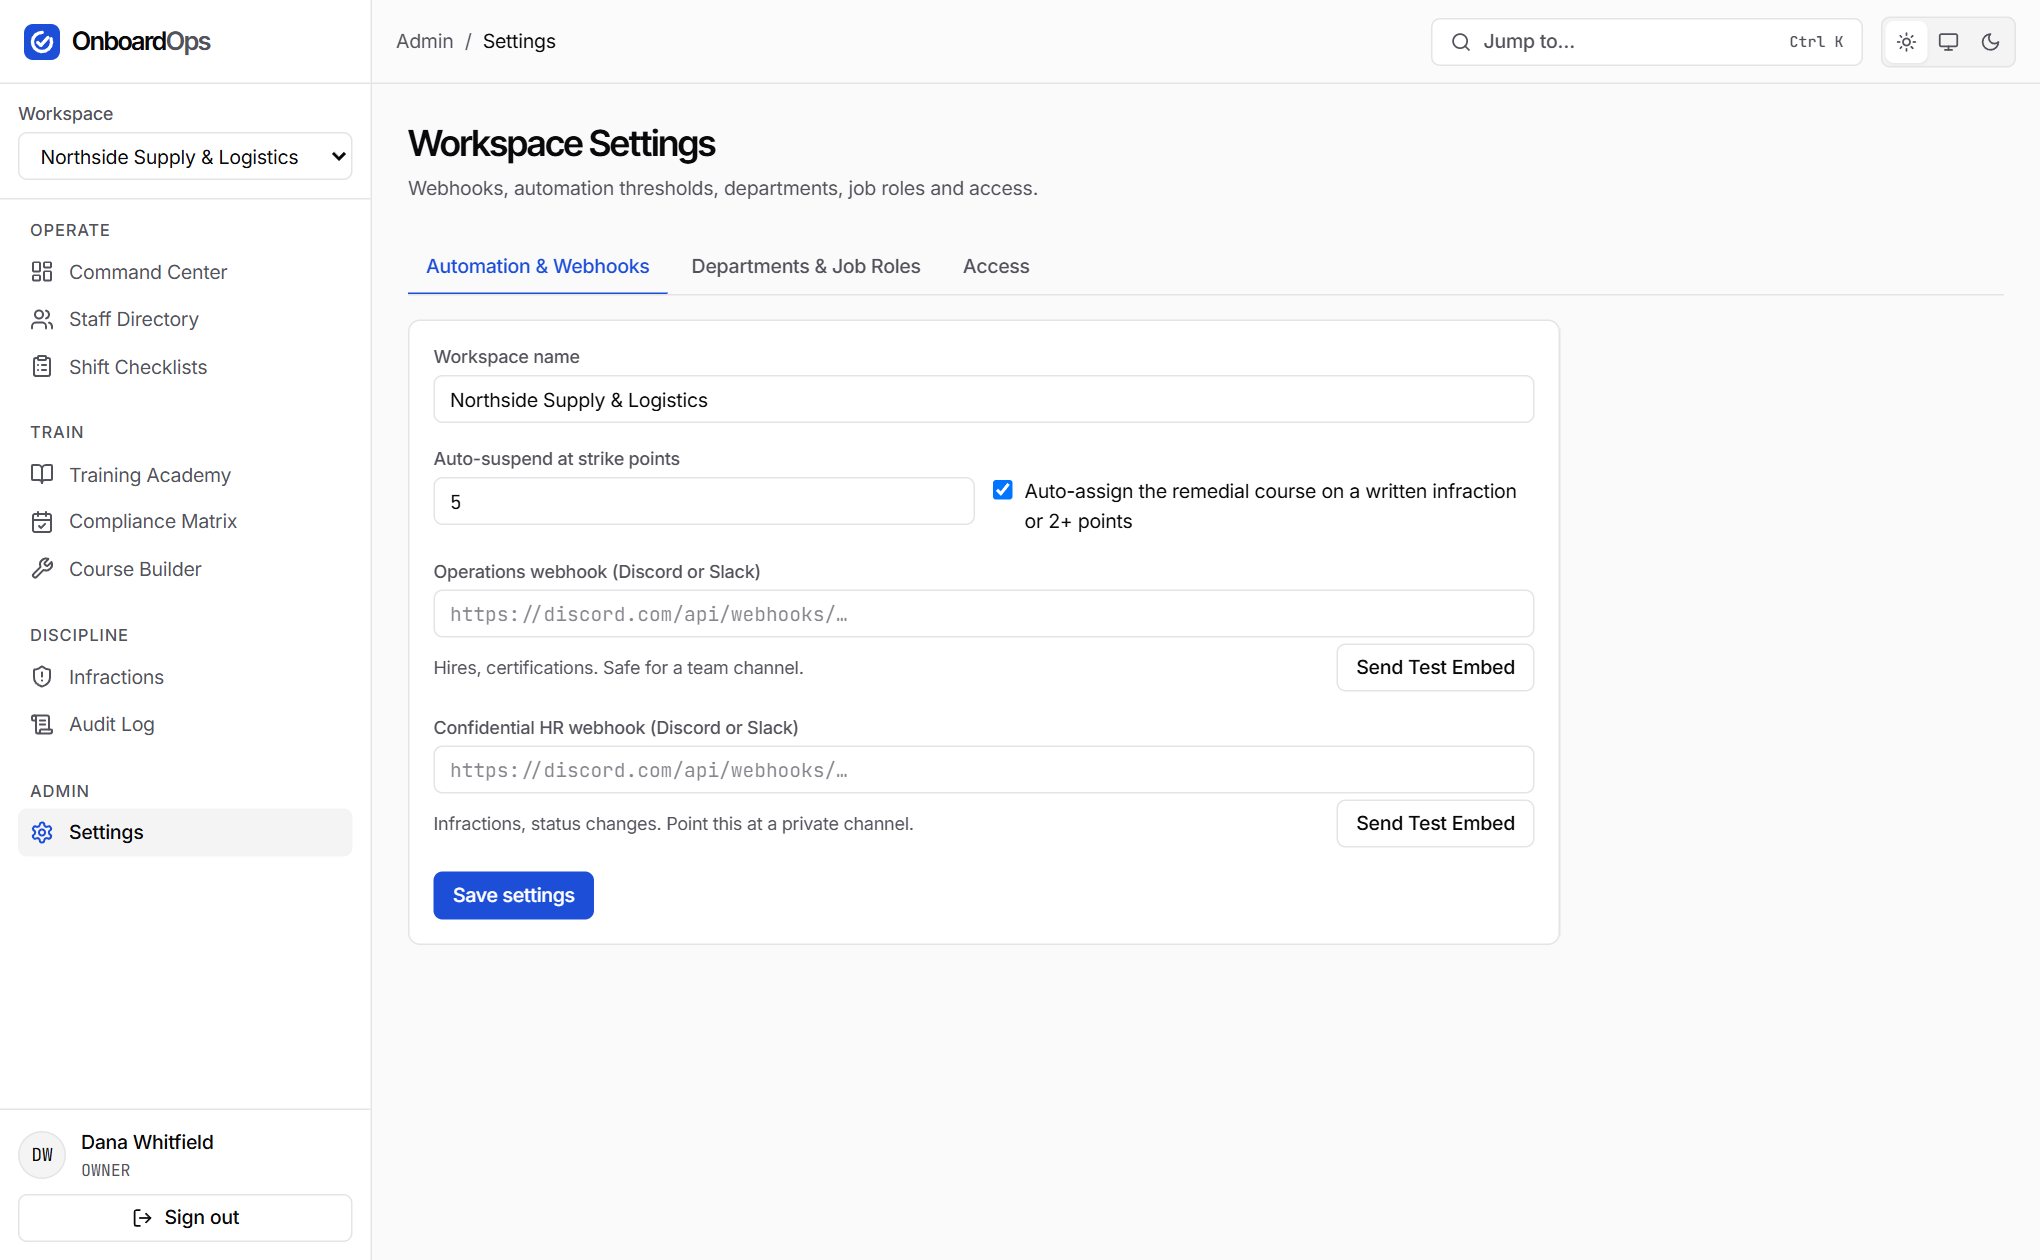 OnboardOps
Admin / Settings
Jump to...
Ctrl K
Workspace
Northside Supply & Logistics
OPERATE
Command Center
Staff Directory
Shift Checklists
TRAIN
Training Academy
Compliance Matrix
Course Builder
DISCIPLINE
Infractions
Audit Log
ADMIN
Settings
DW
Dana Whitfield
OWNER
Sign out
Workspace Settings
Webhooks, automation thresholds, departments, job roles and access.
Automation & Webhooks
Departments & Job Roles
Access
Workspace name
Northside Supply & Logistics
Auto-suspend at strike points
5
Auto-assign the remedial course on a written infraction
or 2+ points
Operations webhook (Discord or Slack)
https://discord.com/api/webhooks/…
Hires, certifications. Safe for a team channel.
Send Test Embed
Confidential HR webhook (Discord or Slack)
https://discord.com/api/webhooks/…
Infractions, status changes. Point this at a private channel.
Send Test Embed
Save settings